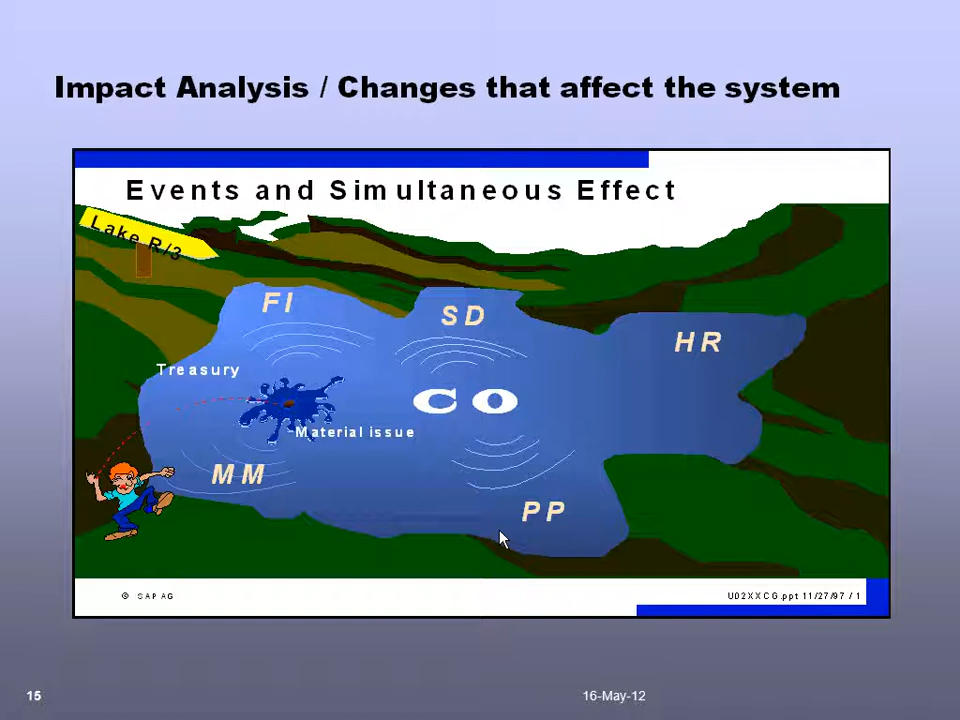 Impact Analysis / Changes that affect the system
Events and Simultaneous Effect
Lake R/3
FI
SD
HR
Treasury
CO
Material issue
MM
PP
© SAP AG
U02XXCG.ppt 11/27/97 / 1
15
16-May-12